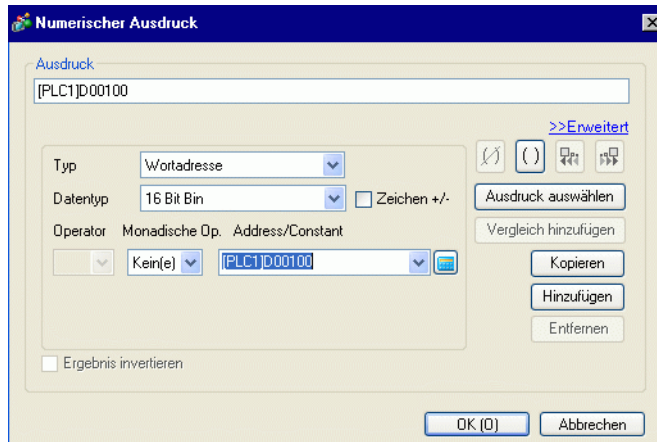 Numerischer Ausdruck
Ausdruck
[PLC1]D00100
>>Erweitert
Typ Wortadresse
( )
Datentyp 16 Bit Bin Zeichen +/- Ausdruck auswählen
Operator Monadische Op. Address/Constant Vergleich hinzufügen
Kein(e) [PLC1]D00100 Kopieren
Hinzufügen
Entfernen
Ergebnis invertieren
OK (O) Abbrechen